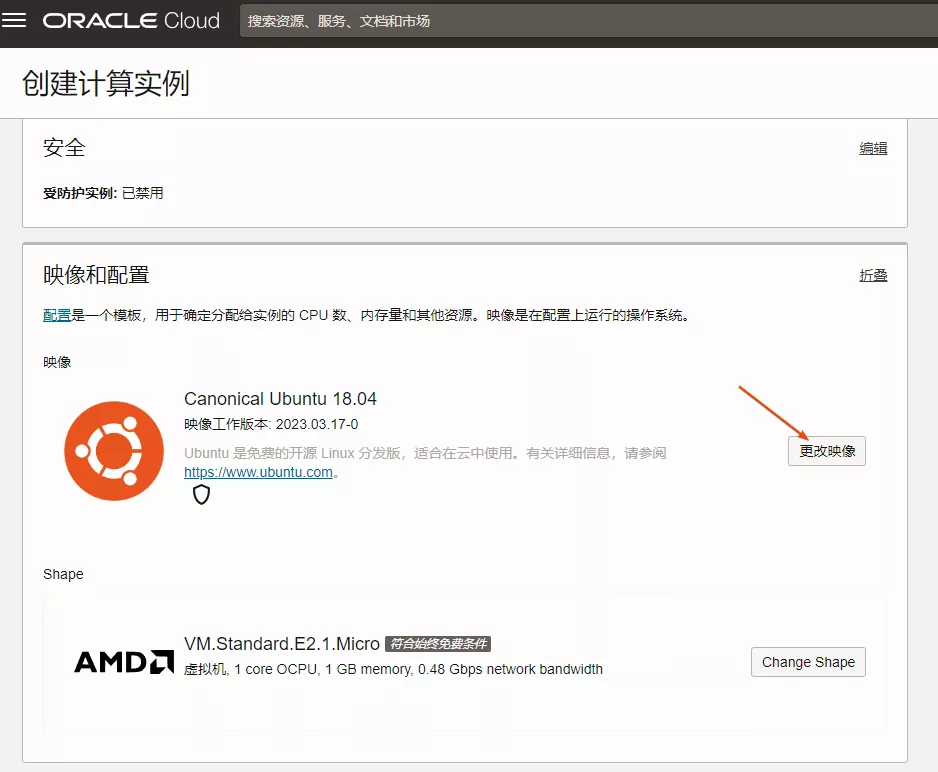 ORACLE Cloud
搜索资源、服务、文档和市场
创建计算实例
安全
编辑
受防护实例: 已禁用
映像和配置
折叠
配置是一个模板，用于确定分配给实例的 CPU 数、内存量和其他资源。映像是在配置上运行的操作系统。
映像
Canonical Ubuntu 18.04
映像工作版本: 2023.03.17-0
Ubuntu 是免费的开源 Linux 分发版，适合在云中使用。有关详细信息，请参阅
https://www.ubuntu.com。
更改映像
Shape
AMD
VM.Standard.E2.1.Micro 符合始终免费条件
虚拟机, 1 core OCPU, 1 GB memory, 0.48 Gbps network bandwidth
Change Shape